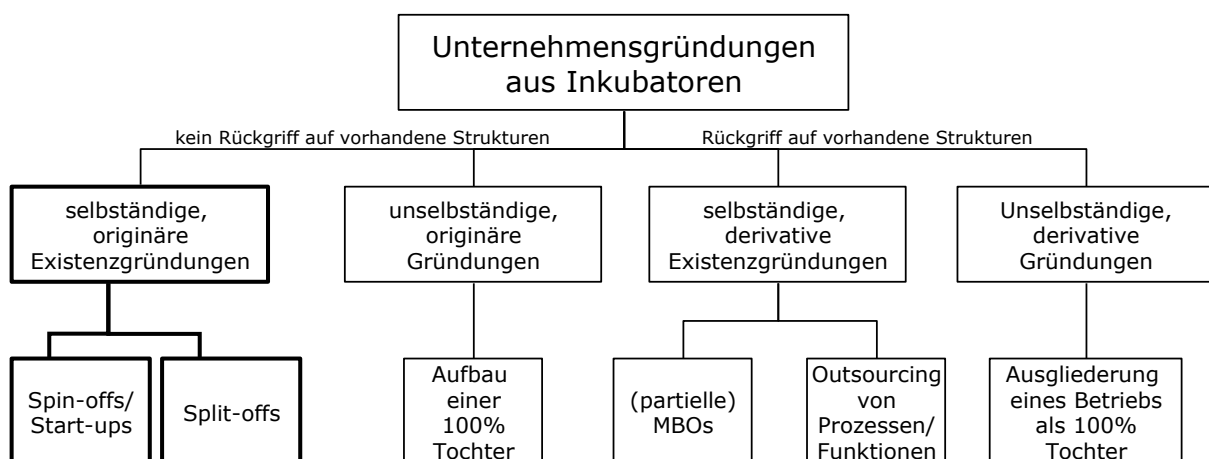 Unternehmensgründungen
aus Inkubatoren
kein Rückgriff auf vorhandene Strukturen
Rückgriff auf vorhandene Strukturen
selbständige,
originäre
Existenzgründungen
unselbständige,
originäre
Gründungen
selbständige,
derivative
Existenzgründungen
Unselbständige,
derivative
Gründungen
Spin-offs/
Start-ups
Split-offs
Aufbau
einer
100%
Tochter
(partielle)
MBOs
Outsourcing
von
Prozessen/
Funktionen
Ausgliederung
eines Betriebs
als 100%
Tochter